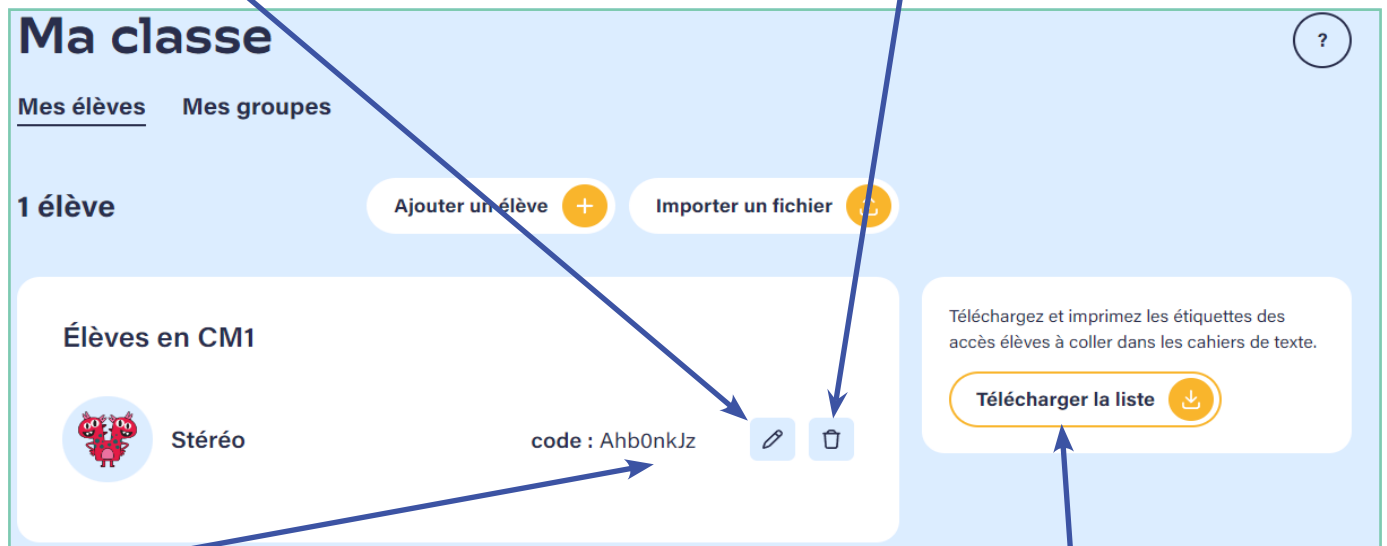 Ma classe
?
Mes élèves Mes groupes
1 élève
Ajouter un élève
Importer un fichier
Élèves en CM1
Stéréo
code : Ahb0nkJz
Téléchargez et imprimez les étiquettes des
accès élèves à coller dans les cahiers de texte.
Télécharger la liste